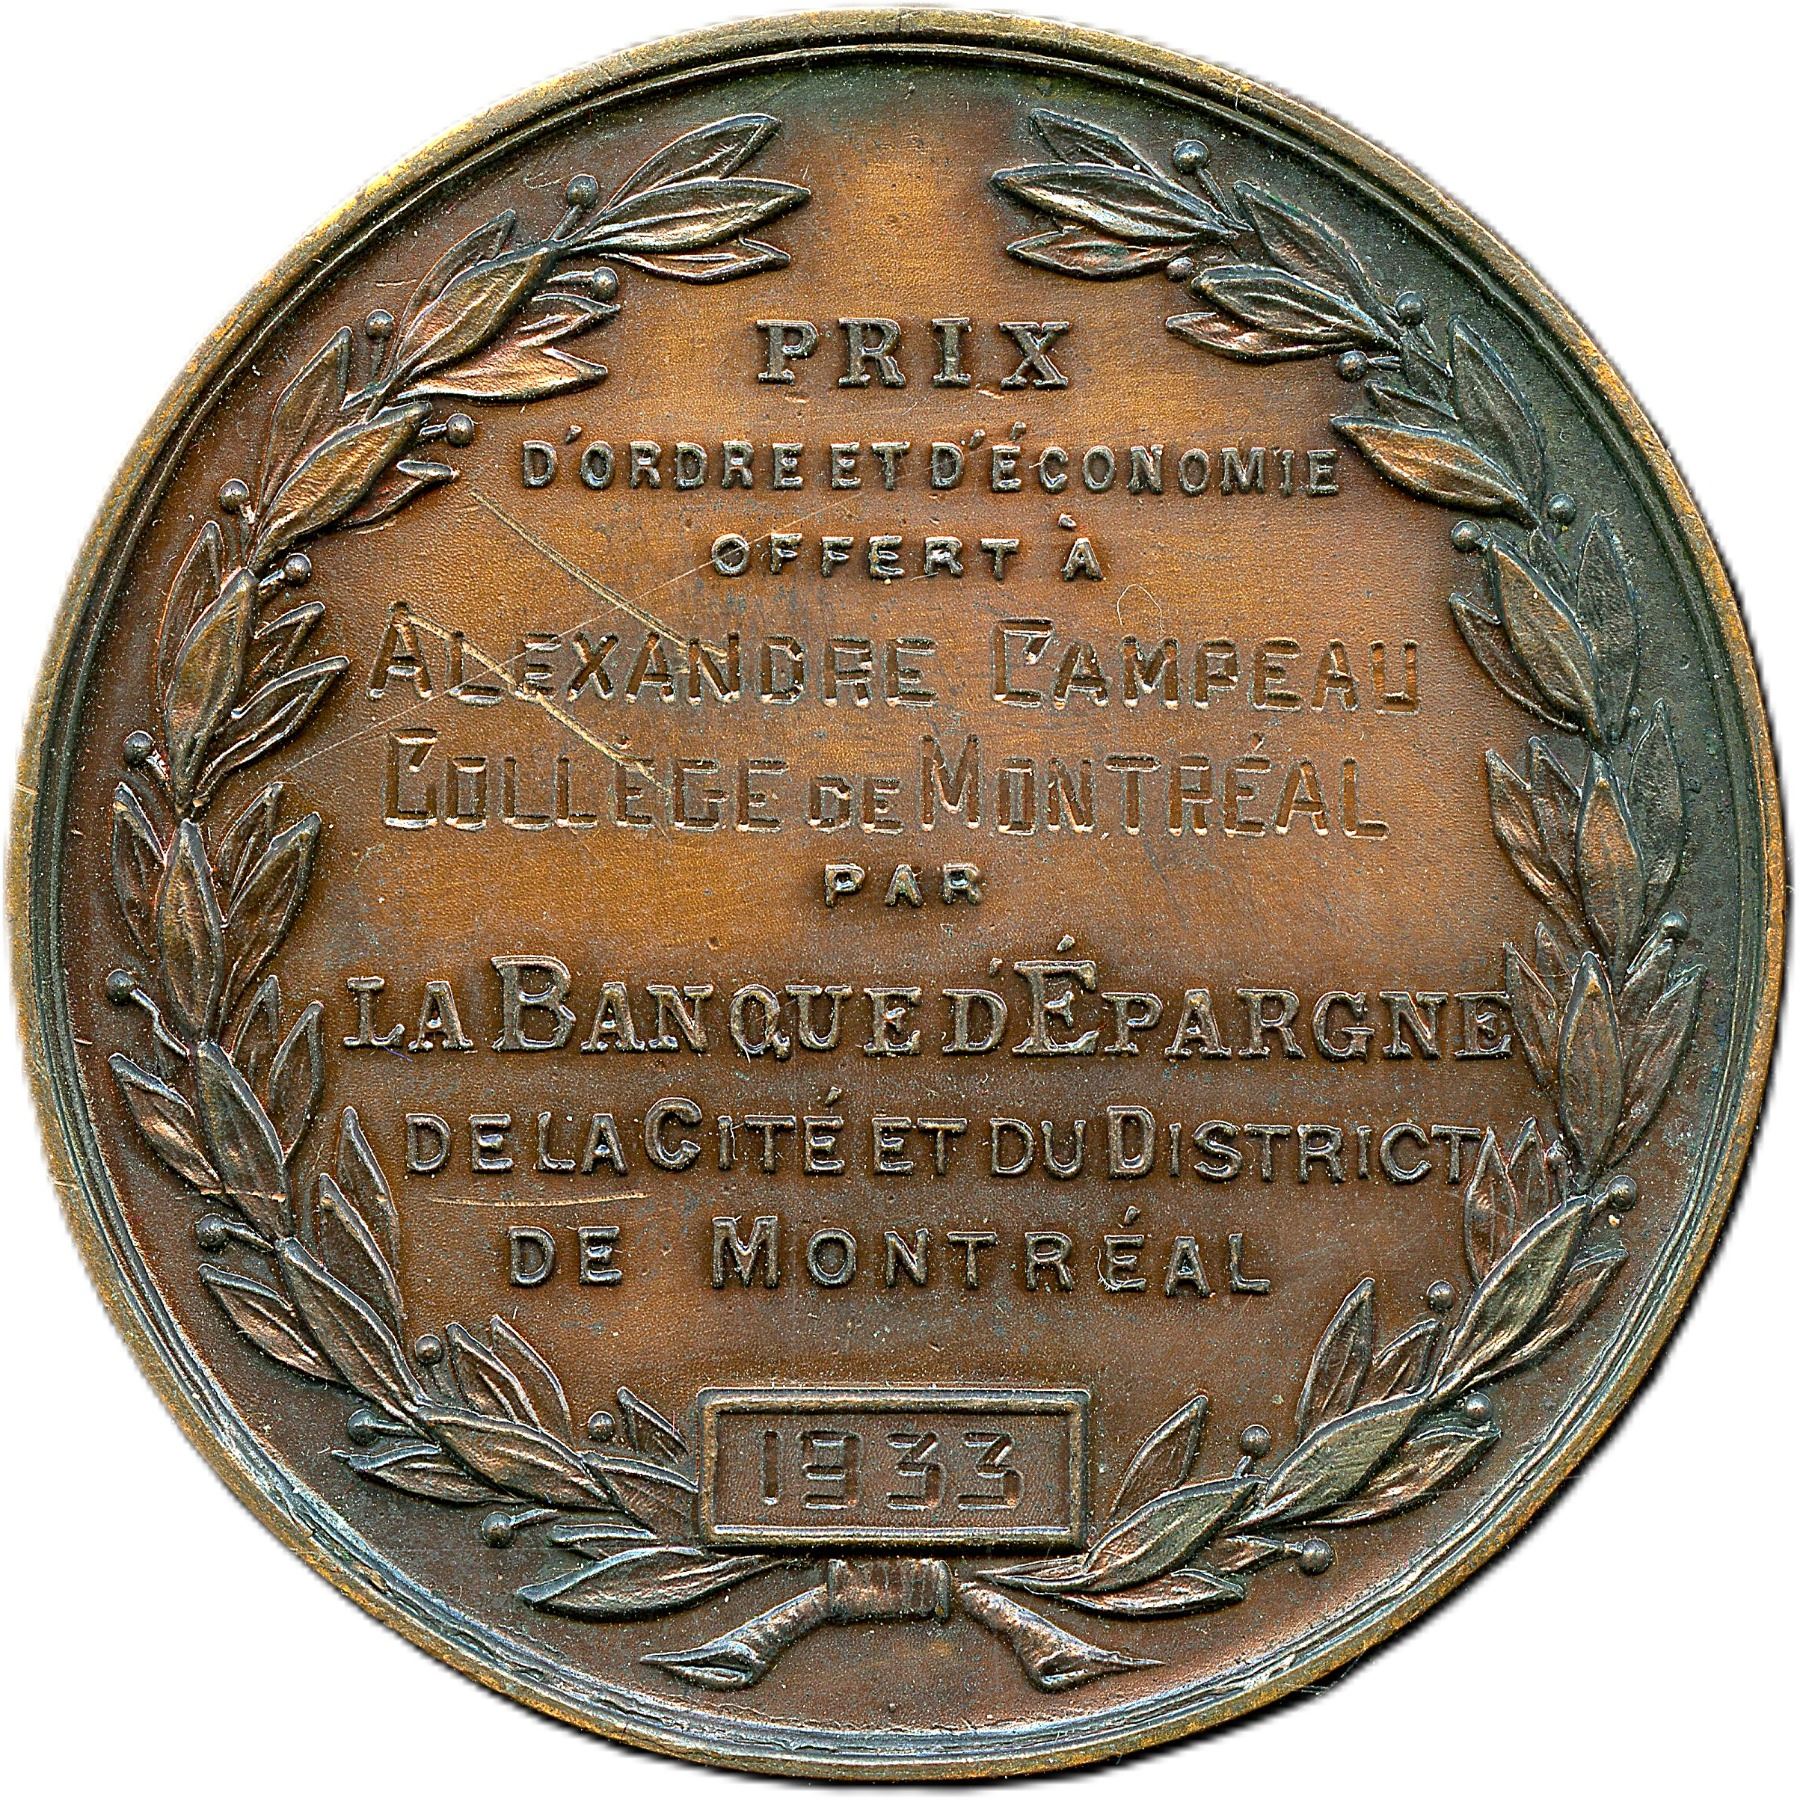 PRIX
D'ORDRE ET D'ÉCONOMIE
OFFERT À
ALEXANDRE CAMPEAU
COLLÈGE DE MONTRÉAL
PAR
LA BANQUE D'ÉPARGNE
DE LA CITÉ ET DU DISTRICT
DE MONTRÉAL
1933